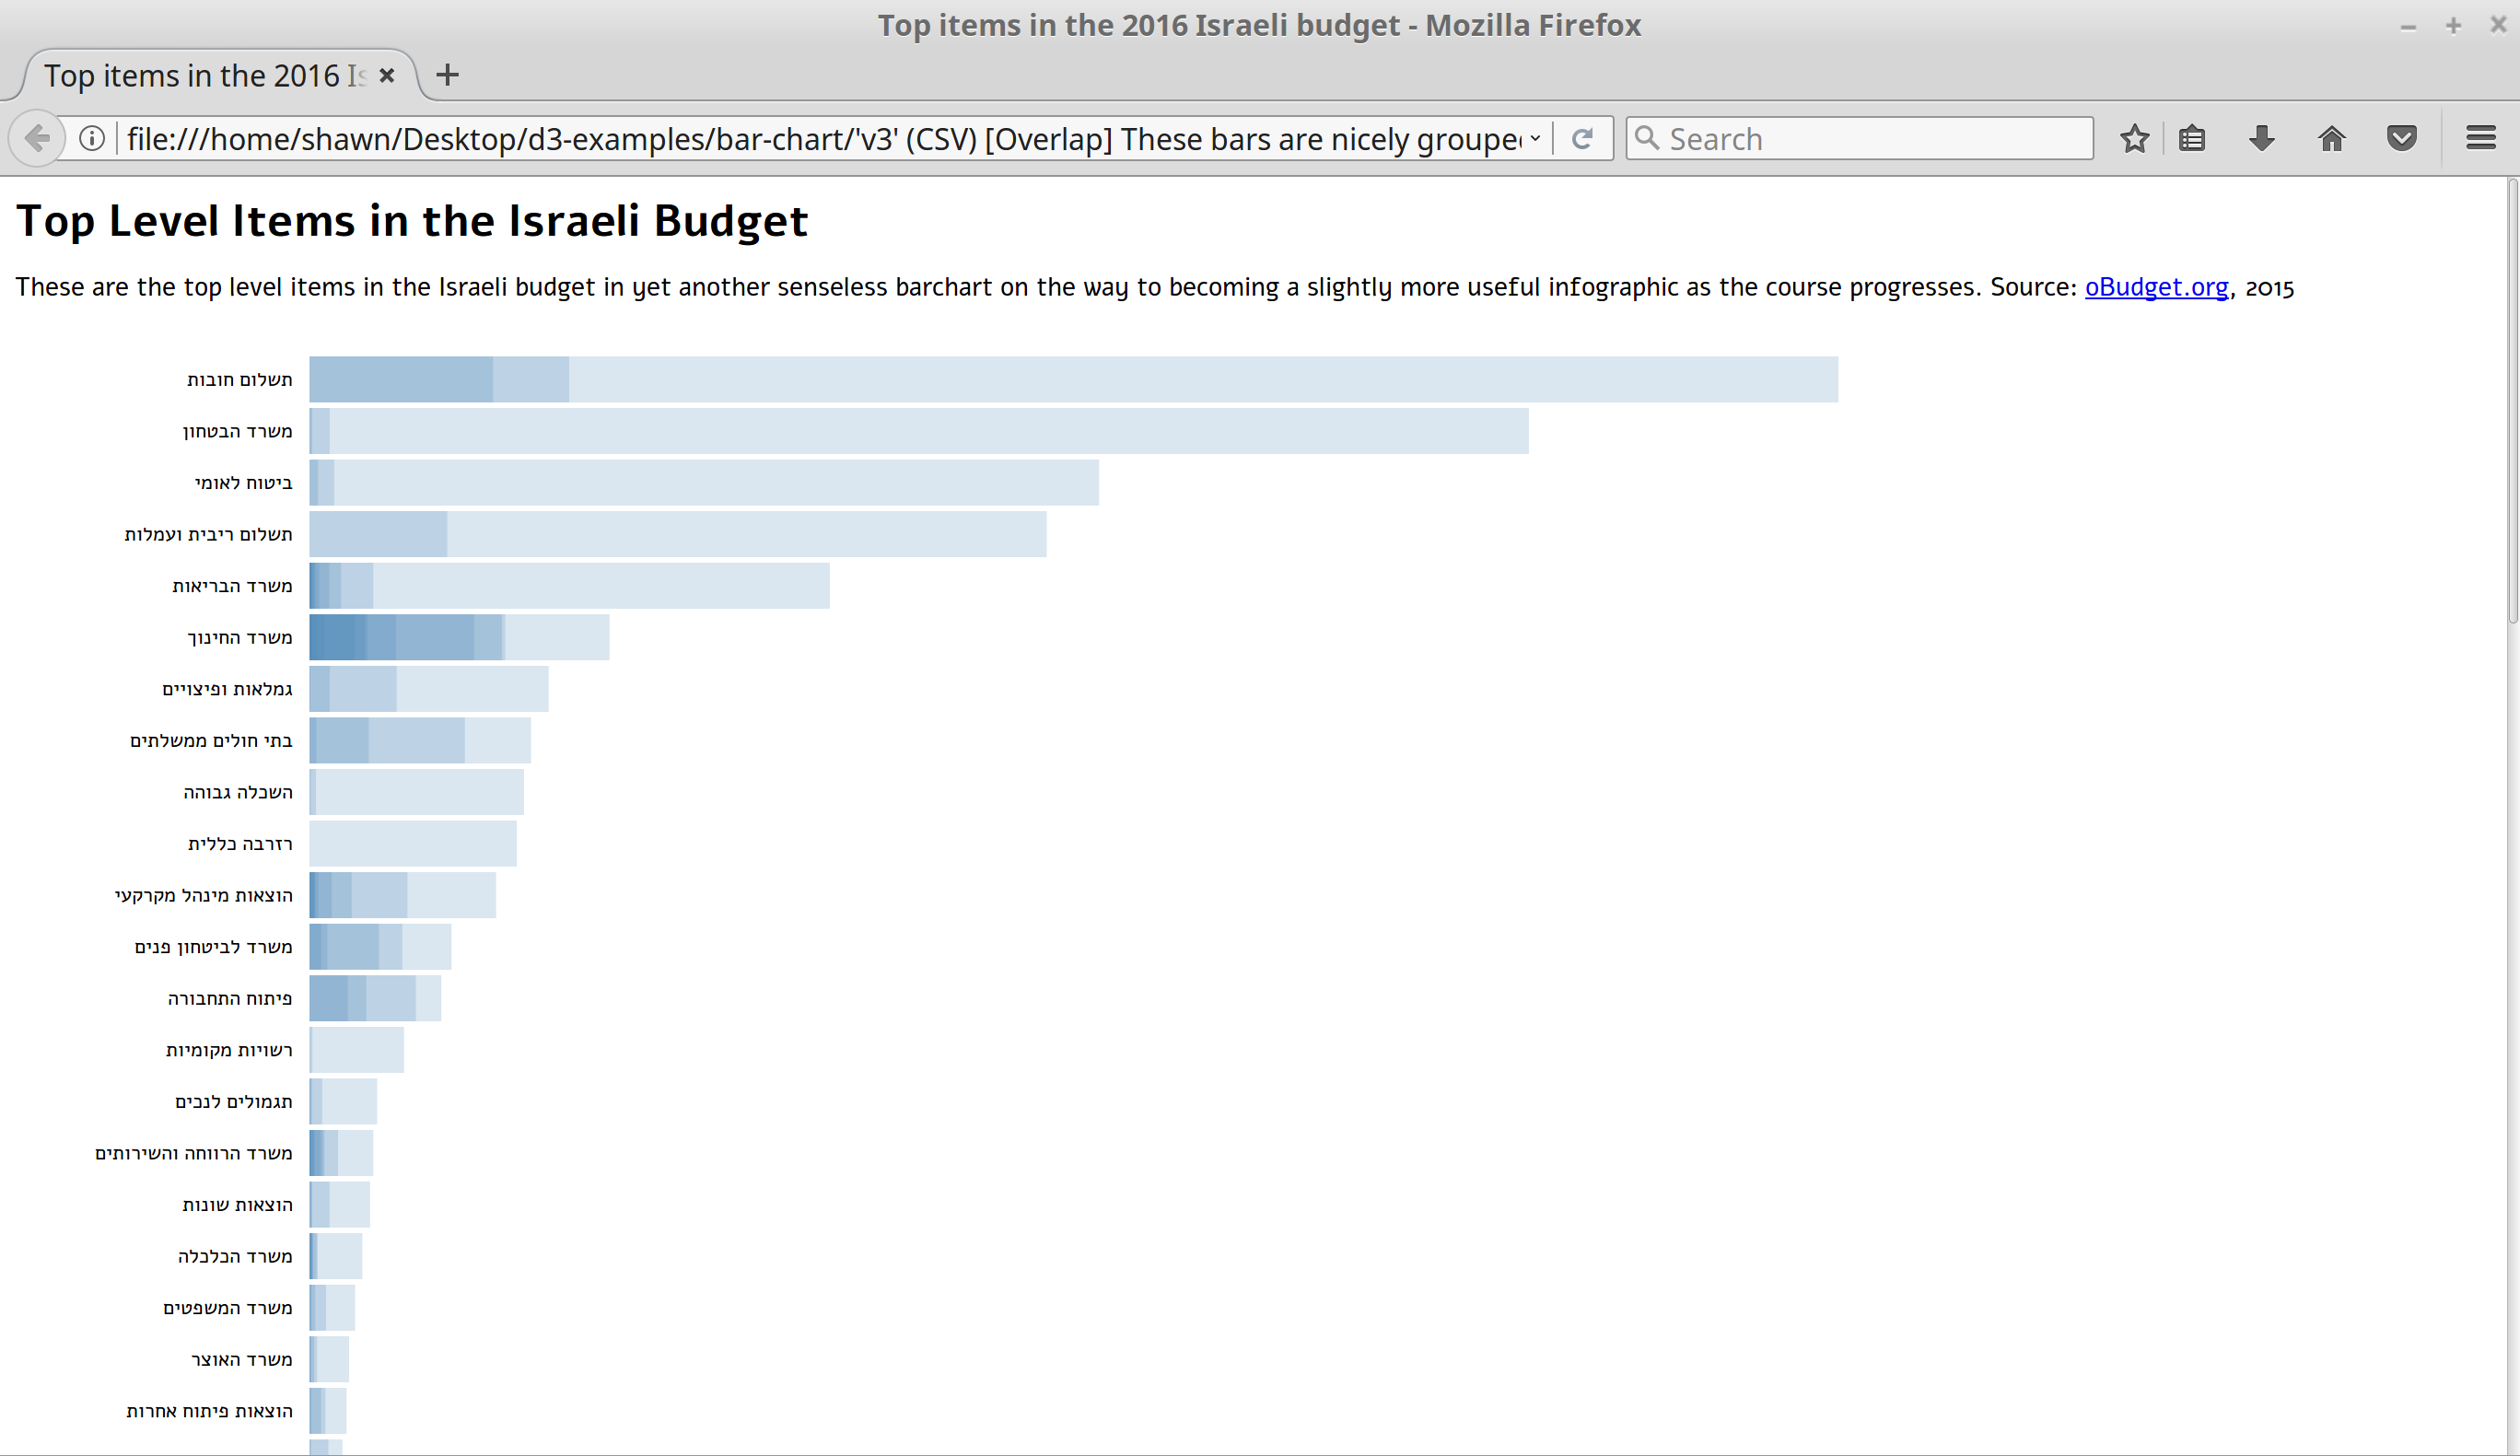 Top items in the 2016 Israeli budget - Mozilla Firefox
Top items in the 2016 Is
file:///home/shawn/Desktop/d3-examples/bar-chart/'v3' (CSV) [Overlap] These bars are nicely grouped
Search
Top Level Items in the Israeli Budget
These are the top level items in the Israeli budget in yet another senseless barchart on the way to becoming a slightly more useful infographic as the course progresses. Source: oBudget.org, 2015
תשלום חובות
משרד הבטחון
ביטוח לאומי
תשלום ריבית ועמלות
משרד הבריאות
משרד החינוך
גמלאות ופיצויים
בתי חולים ממשלתים
השכלה גבוהה
רזרבה כללית
הוצאות מינהל מקרקעי
משרד לביטחון פנים
פיתוח התחבורה
רשויות מקומיות
תגמולים לנכים
משרד הרווחה והשירותים
הוצאות שונות
משרד הכלכלה
משרד המשפטים
משרד האוצר
הוצאות פיתוח אחרות